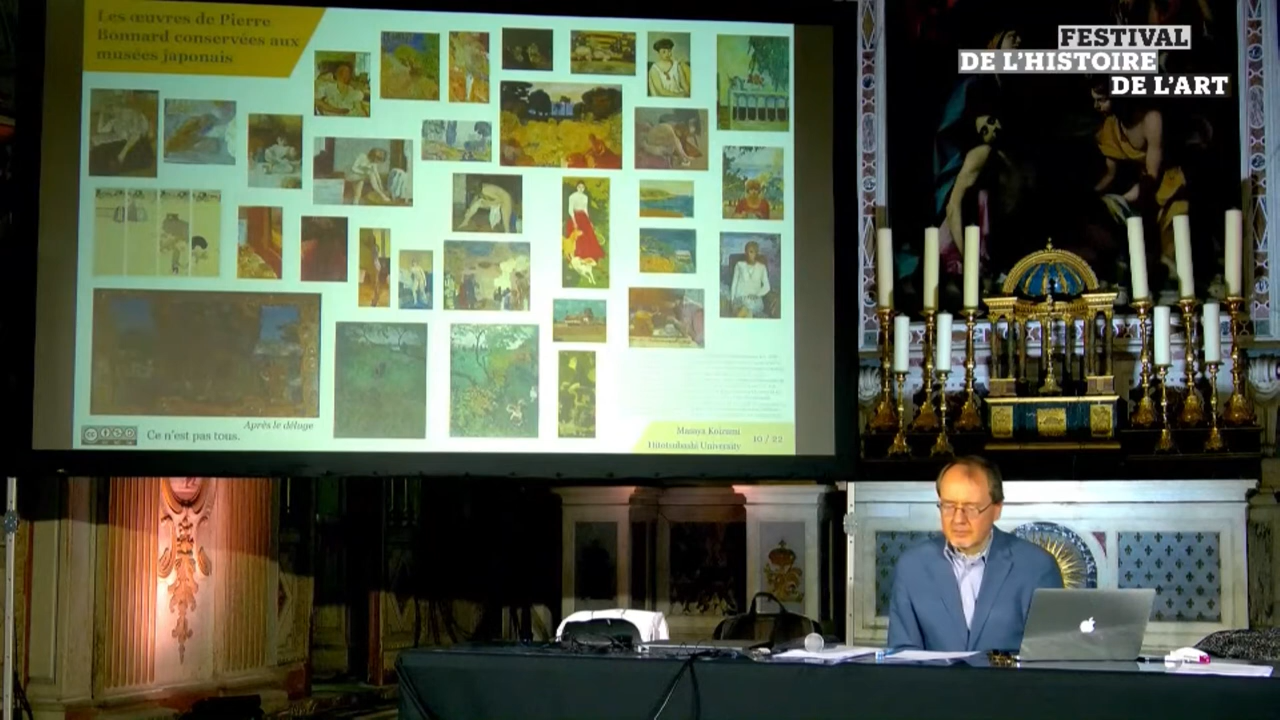 Les œuvres de Pierre
Bonnard conservées aux
musées japonais
FESTIVAL
DE L'HISTOIRE
DE L'ART
Après le déluge
Ce n'est pas tous.
Masaya Koizumi
Hitotsubashi University
10 / 22